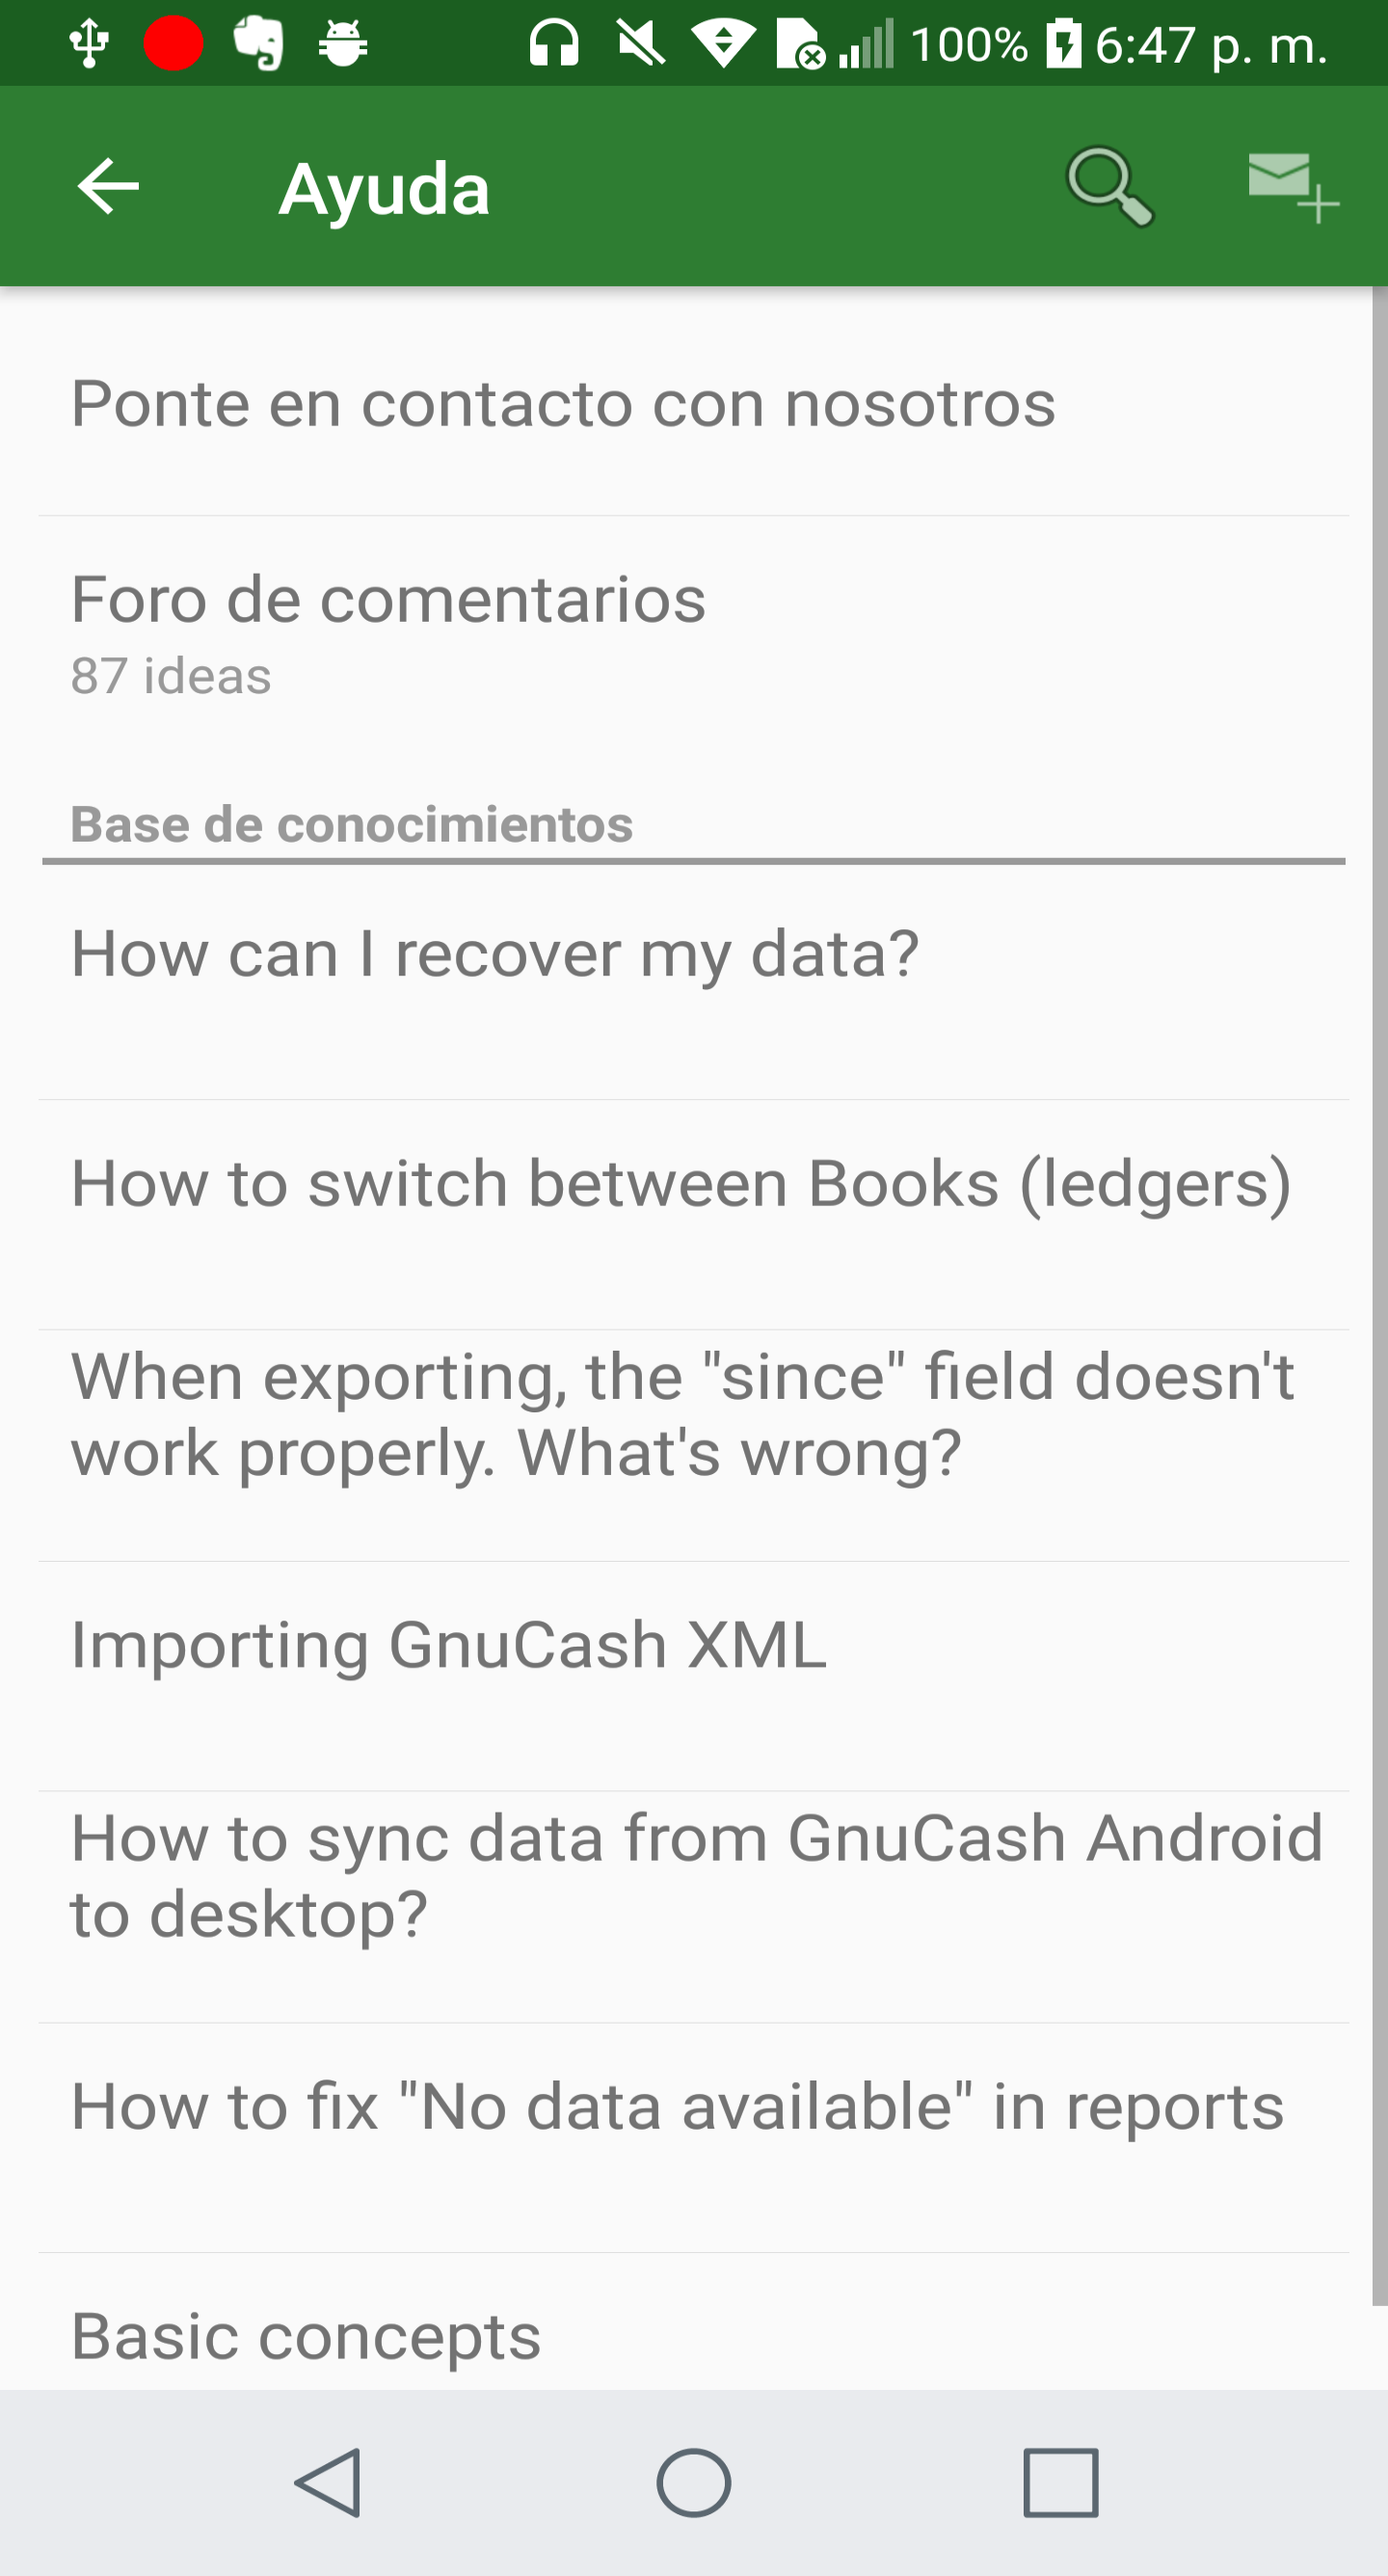 100% 6:47 p. m.
Ayuda
Ponte en contacto con nosotros
Foro de comentarios
87 ideas
Base de conocimientos
How can I recover my data?
How to switch between Books (ledgers)
When exporting, the "since" field doesn't
work properly. What's wrong?
Importing GnuCash XML
How to sync data from GnuCash Android
to desktop?
How to fix "No data available" in reports
Basic concepts